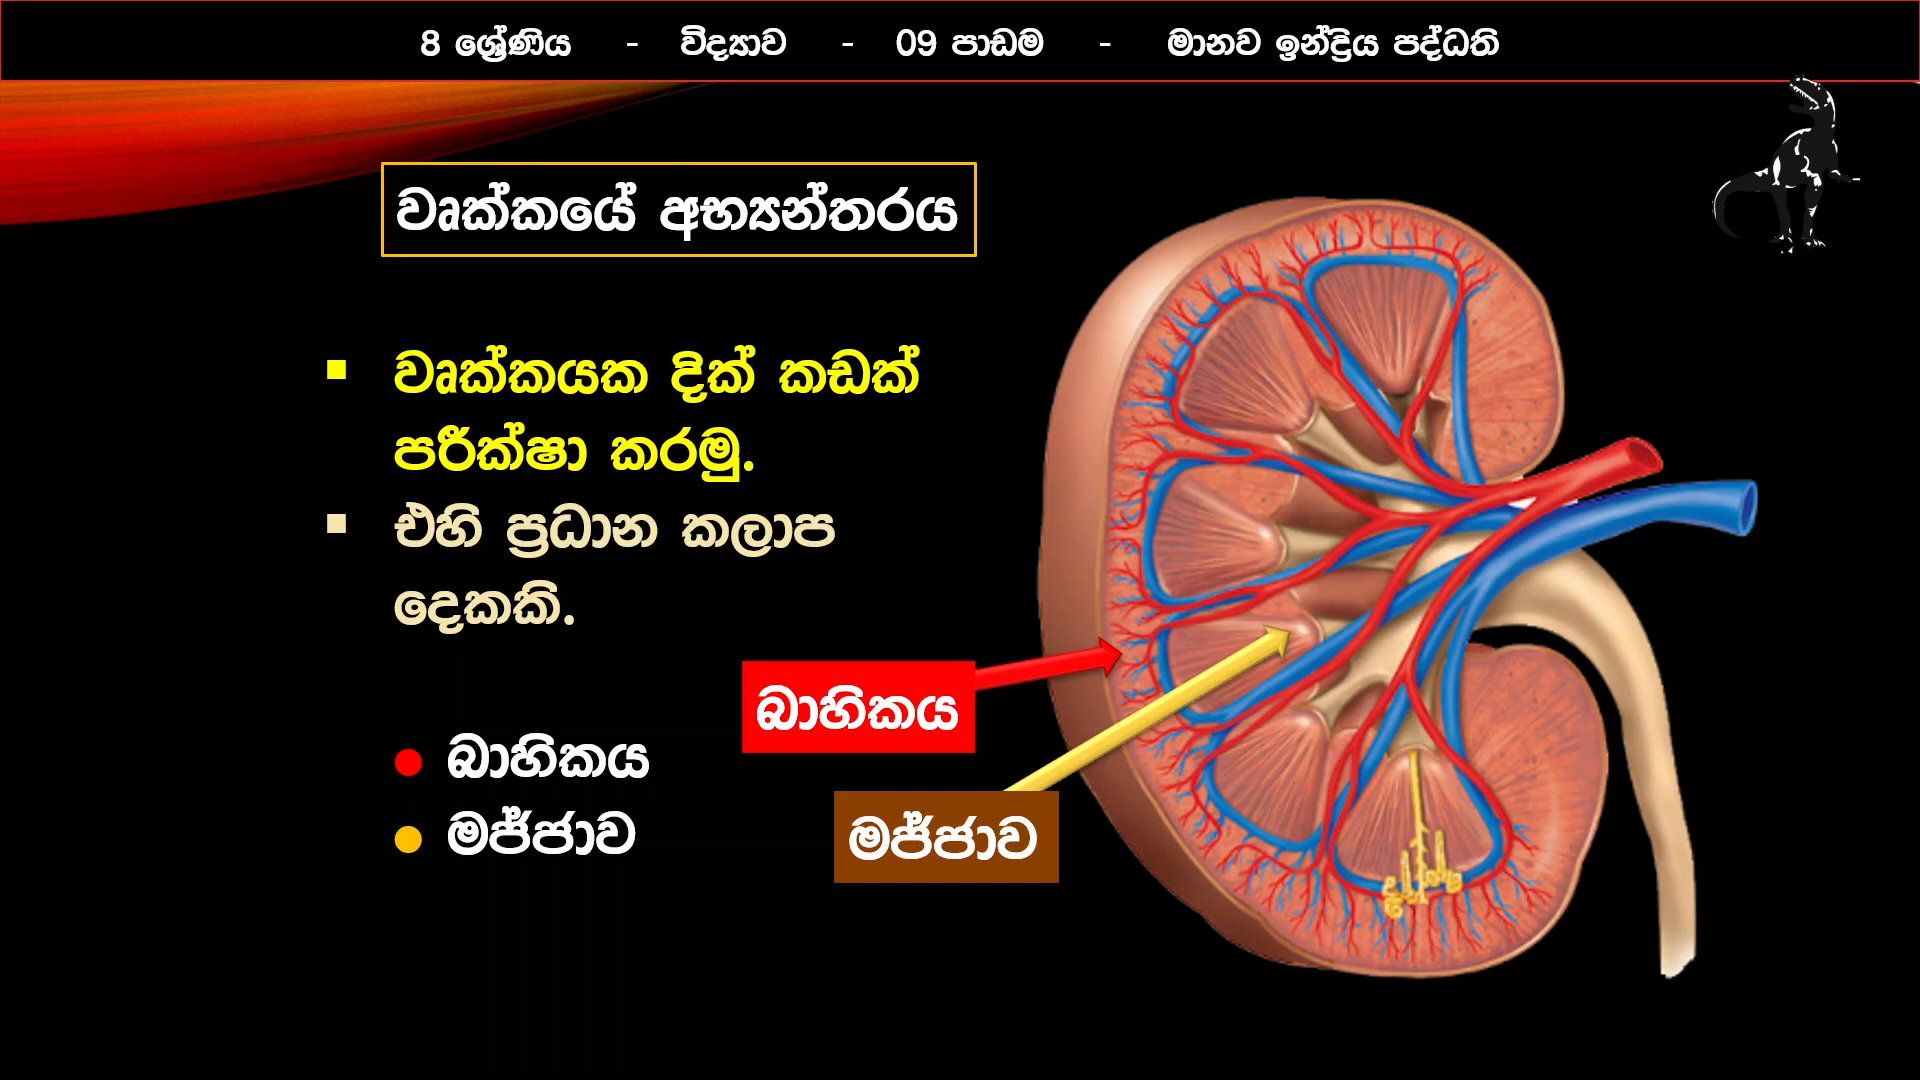 8 ශ්‍රේණිය - විද්‍යාව - 09 පාඩම - මානව ඉන්ද්‍රිය පද්ධති
වෘක්කයේ අභ්‍යන්තරය
වෘක්කයක දික් කඩක්
පරීක්ෂා කරමු.
එහි ප්‍රධාන කලාප
දෙකකි.
බාහිකය
මජ්ජාව
බාහිකය
මජ්ජාව